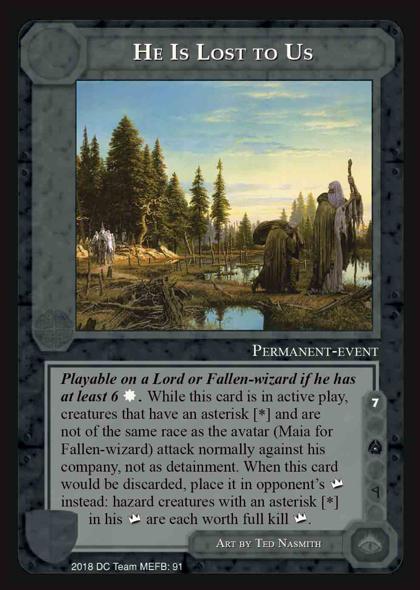 He Is Lost to Us
Permanent-event
Playable on a Lord or Fallen-wizard if he has
at least 6 . While this card is in active play,
creatures that have an asterisk [*] and are
not of the same race as the avatar (Maia for
Fallen-wizard) attack normally against his
company, not as detainment. When this card
would be discarded, place it in opponent's
instead: hazard creatures with an asterisk [*]
in his are each worth full kill .
7
Art by Ted Nasmith
2018 DC Team MEFB: 91